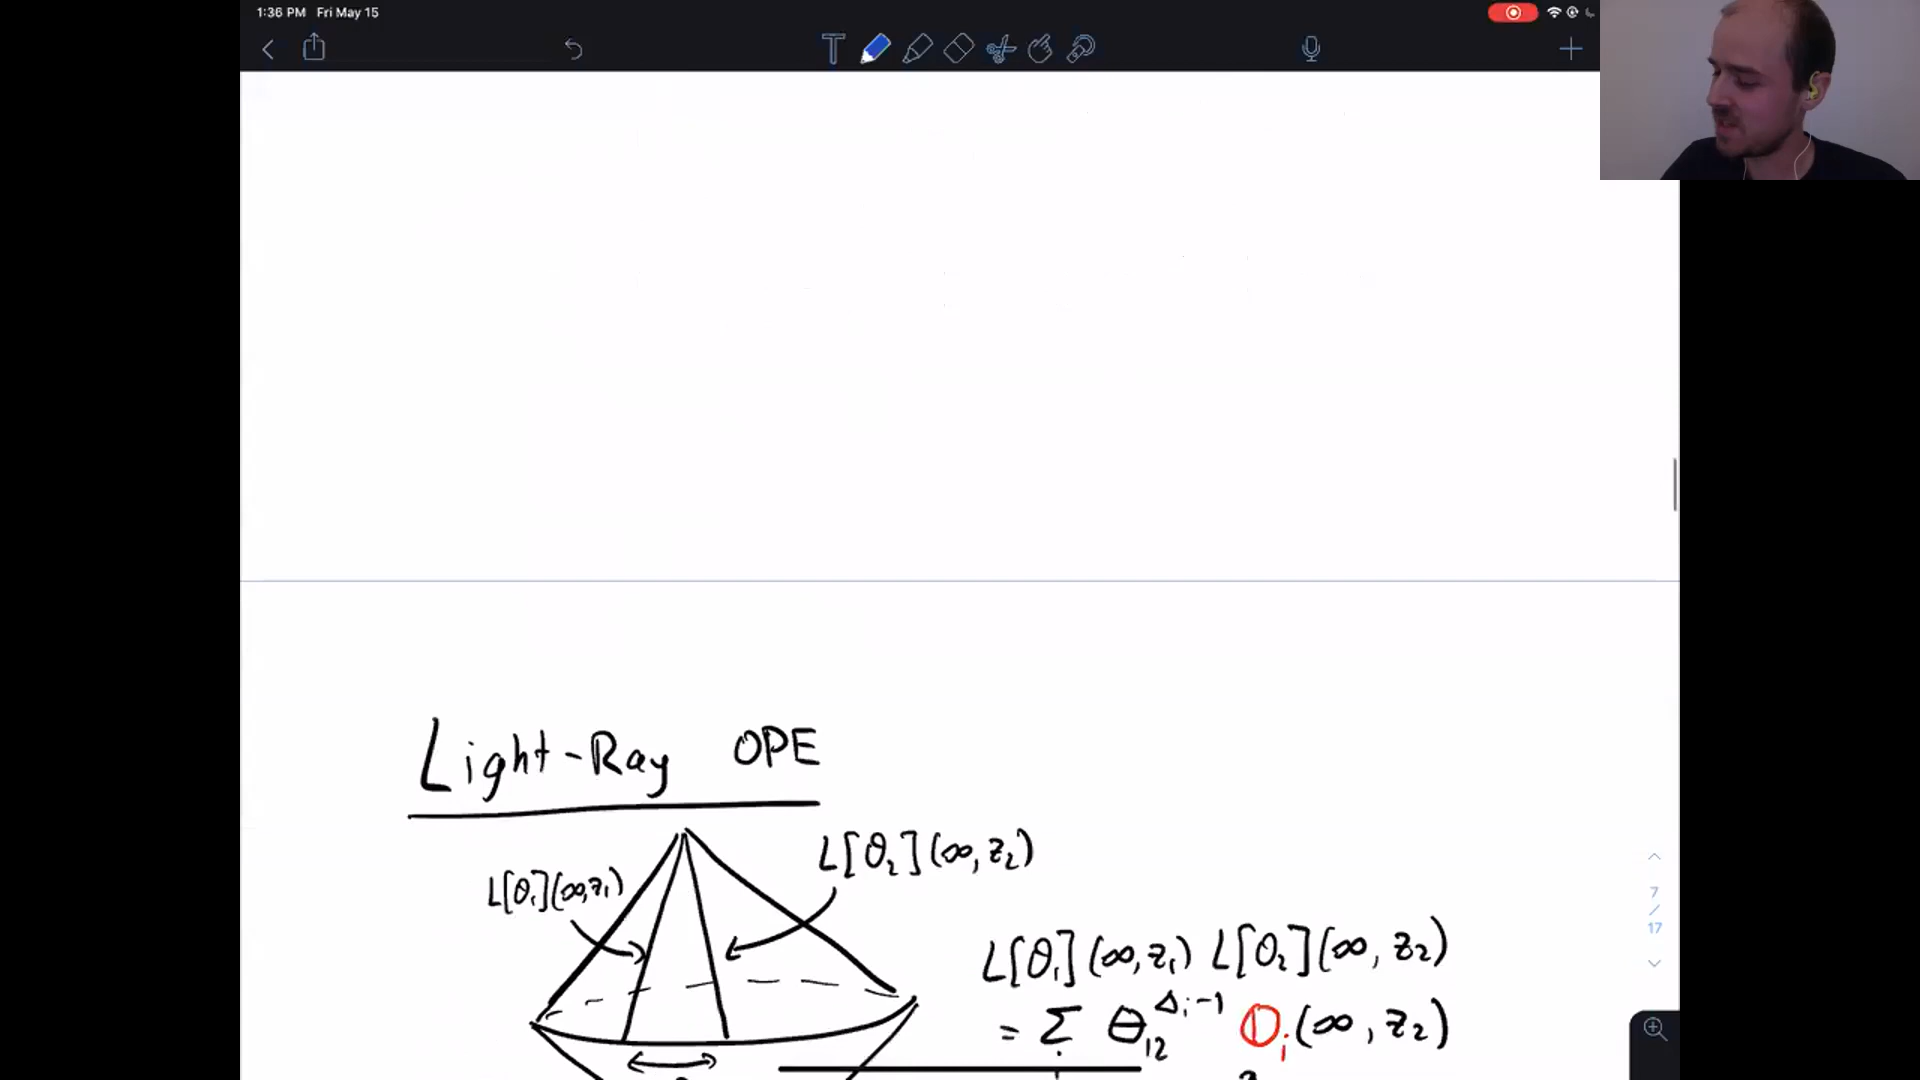 1:36 PM Fri May 15
Light-Ray OPE
L[O₂](∞,z₂)
L[O₁](∞,z₁)
L[O₁](∞,z₁) L[O₂](∞,z₂)
= Σ θ₁₂^{Δᵢ-1} 𝕆ᵢ(∞,z₂)
i
7
/
17